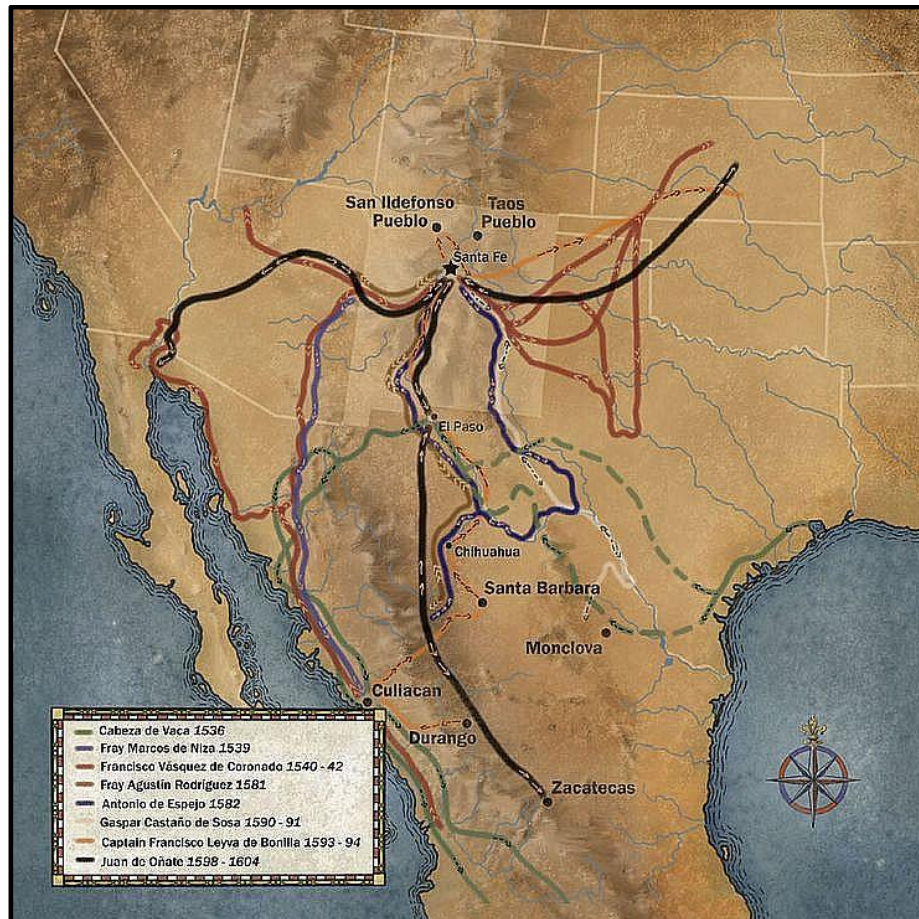 San Ildefonso
Pueblo
Taos
Pueblo
Santa Fe
El Paso
Chihuahua
Santa Barbara
Monclova
Culiacan
Durango
Zacatecas
Cabeza de Vaca 1536
Fray Marcos de Niza 1539
Francisco Vásquez de Coronado 1540 - 42
Fray Agustín Rodríguez 1581
Antonio de Espejo 1582
Gaspar Castaño de Sosa 1590 - 91
Captain Francisco Leyva de Bonilla 1593 - 94
Juan de Oñate 1598 - 1604